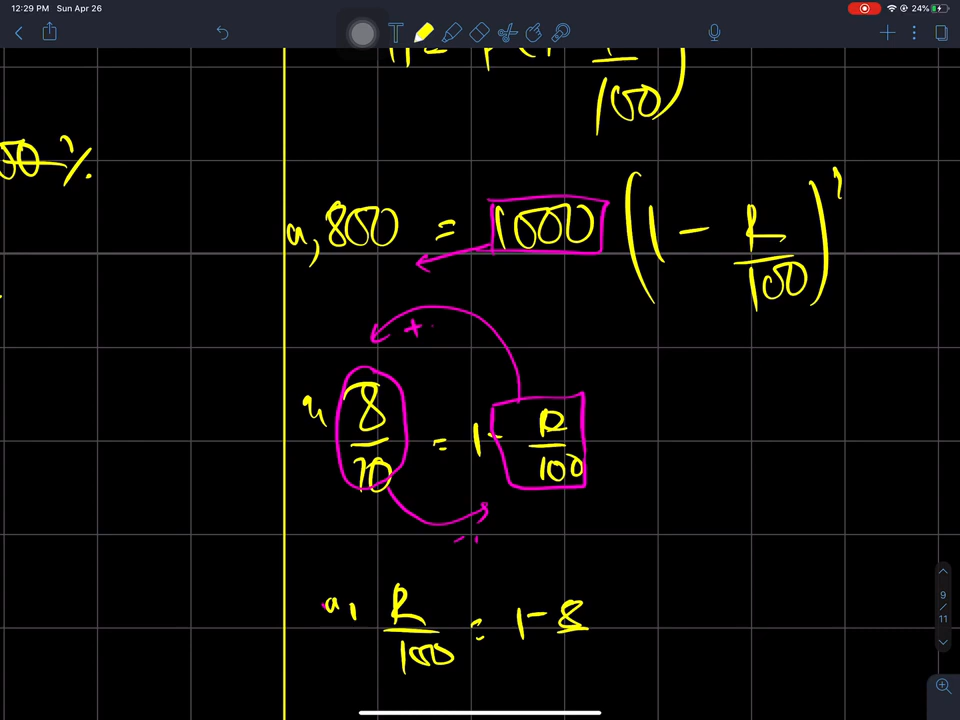 12:29 PM Sun Apr 26
24%
T
100)
50 %
a, 800 = 1000 (1 - R/100)
8/10 = 1 - R/100
+
-
R/100 = 1 - 8
9
/
11